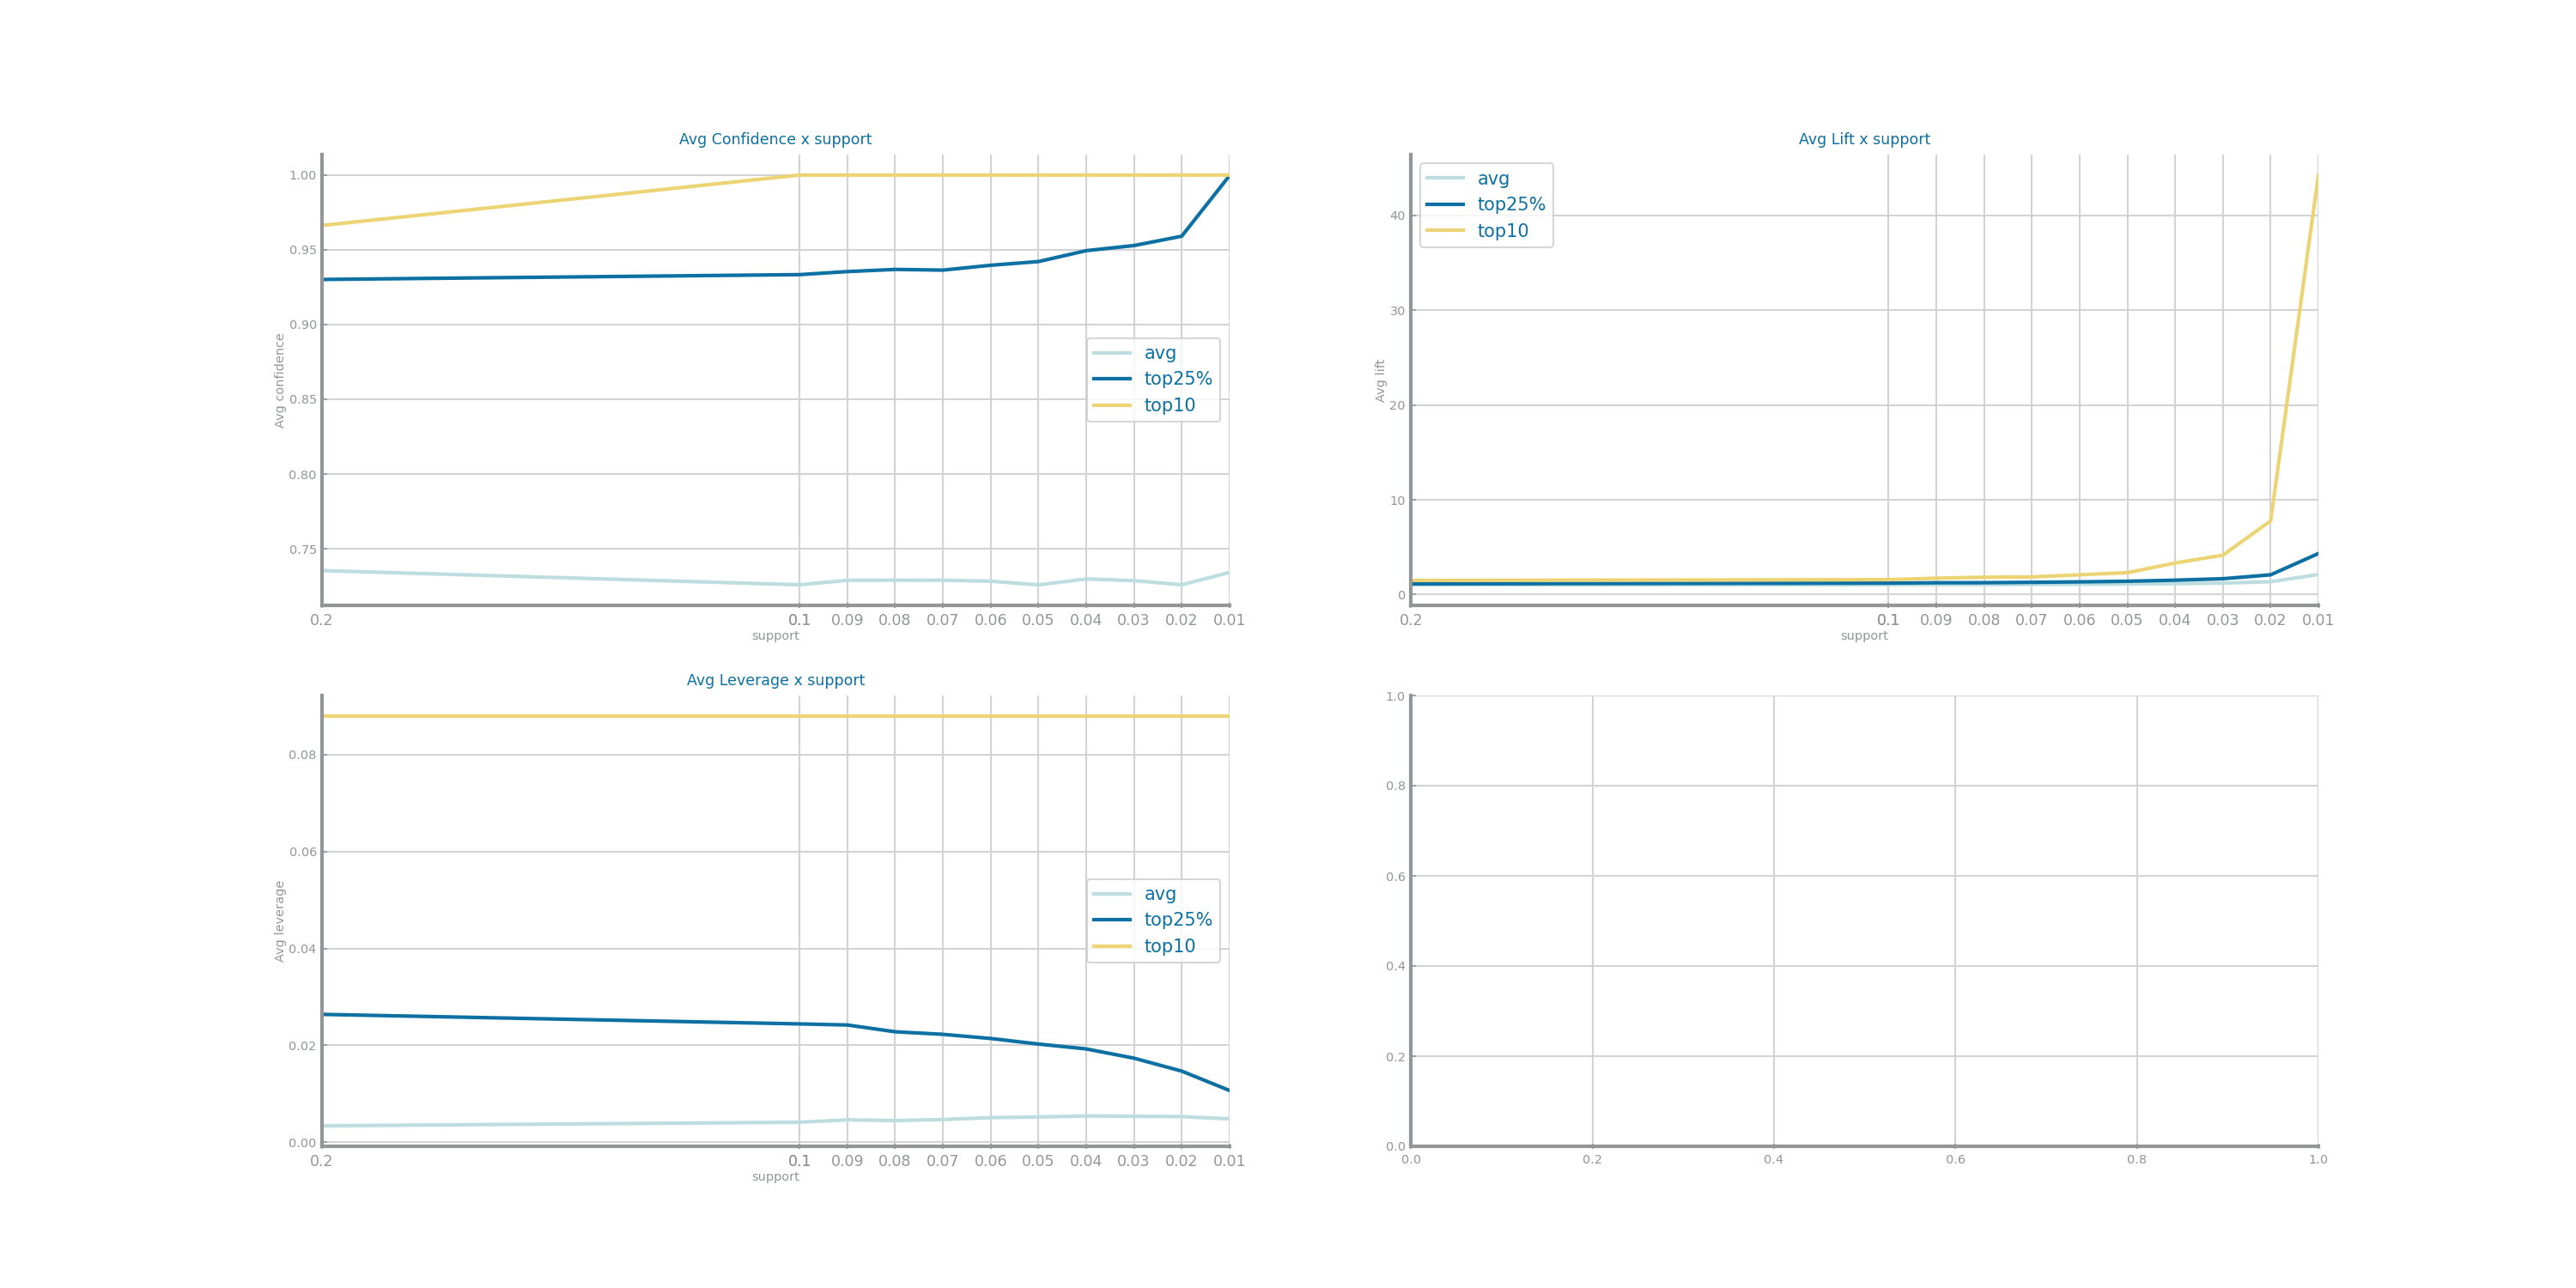 Avg Confidence x support
1.00
0.95
0.90
0.85
0.80
0.75
Avg confidence
avg
top25%
top10
0.2 0.1 0.09 0.08 0.07 0.06 0.05 0.04 0.03 0.02 0.01
support
Avg Lift x support
avg
top25%
top10
40
30
20
10
0
Avg lift
0.2 0.1 0.09 0.08 0.07 0.06 0.05 0.04 0.03 0.02 0.01
support
Avg Leverage x support
0.08
0.06
0.04
0.02
0.00
Avg leverage
avg
top25%
top10
0.2 0.1 0.09 0.08 0.07 0.06 0.05 0.04 0.03 0.02 0.01
support
1.0
0.8
0.6
0.4
0.2
0.0
0.0 0.2 0.4 0.6 0.8 1.0